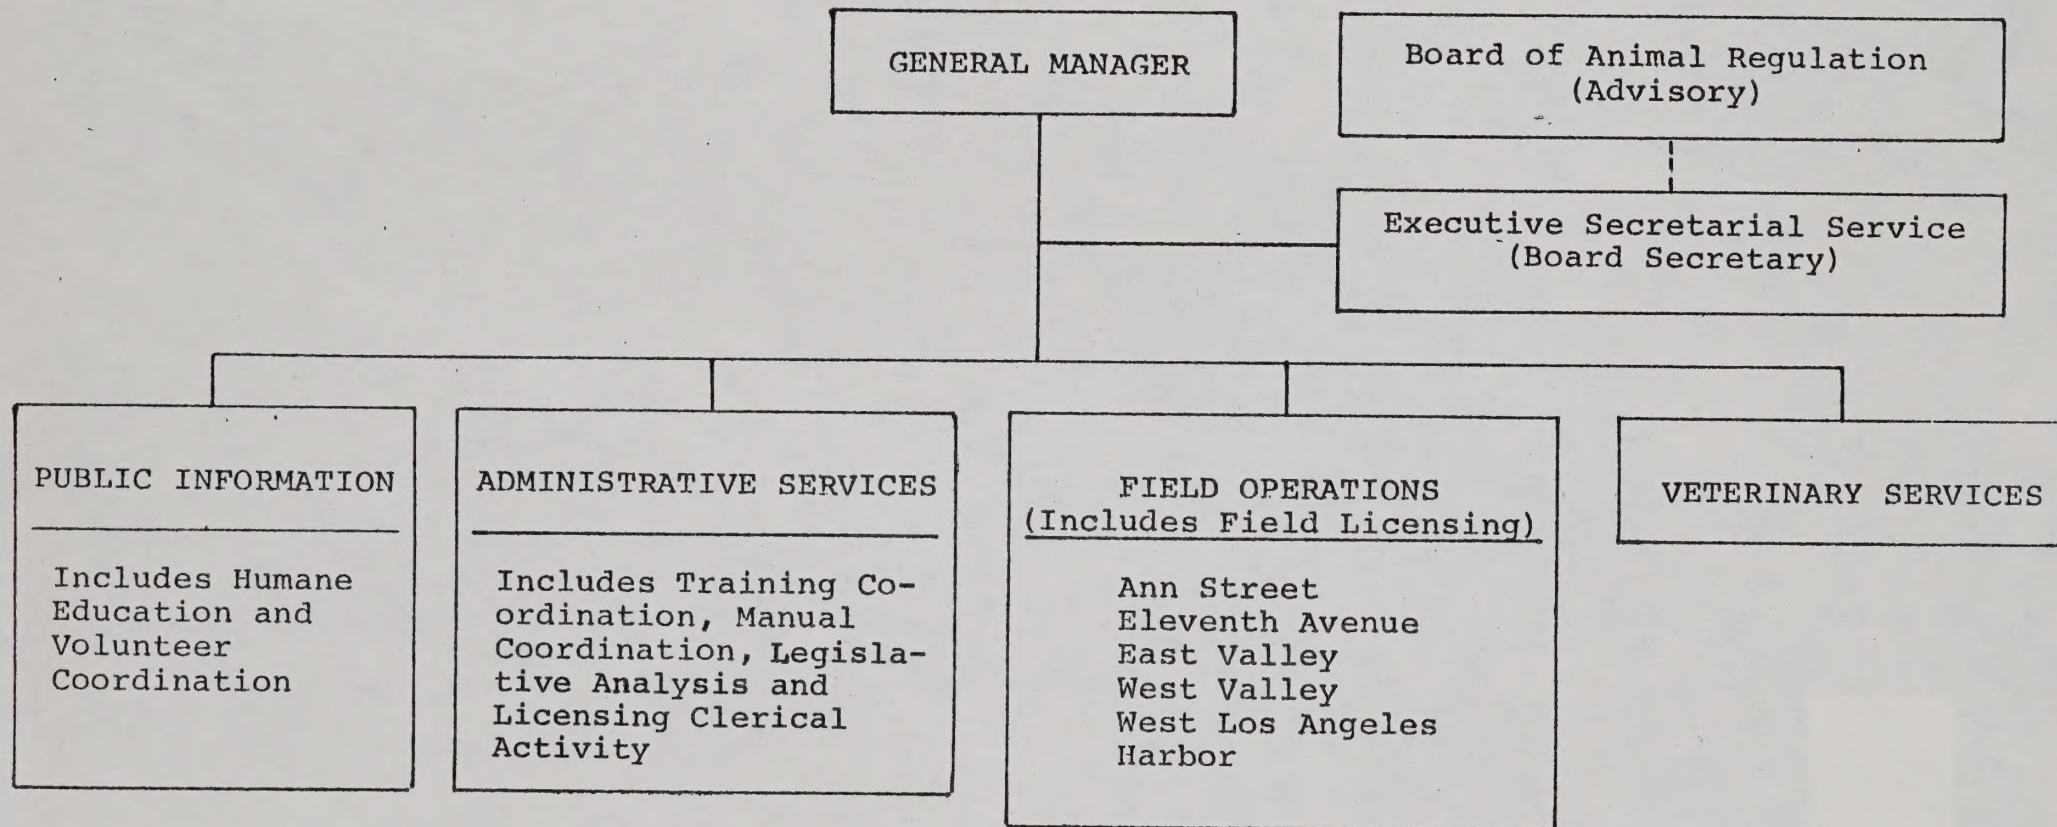 GENERAL MANAGER
Board of Animal Regulation
(Advisory)
Executive Secretarial Service
(Board Secretary)
PUBLIC INFORMATION
Includes Humane
Education and
Volunteer
Coordination
ADMINISTRATIVE SERVICES
Includes Training Co-
ordination, Manual
Coordination, Legisla-
tive Analysis and
Licensing Clerical
Activity
FIELD OPERATIONS
(Includes Field Licensing)
Ann Street
Eleventh Avenue
East Valley
West Valley
West Los Angeles
Harbor
VETERINARY SERVICES